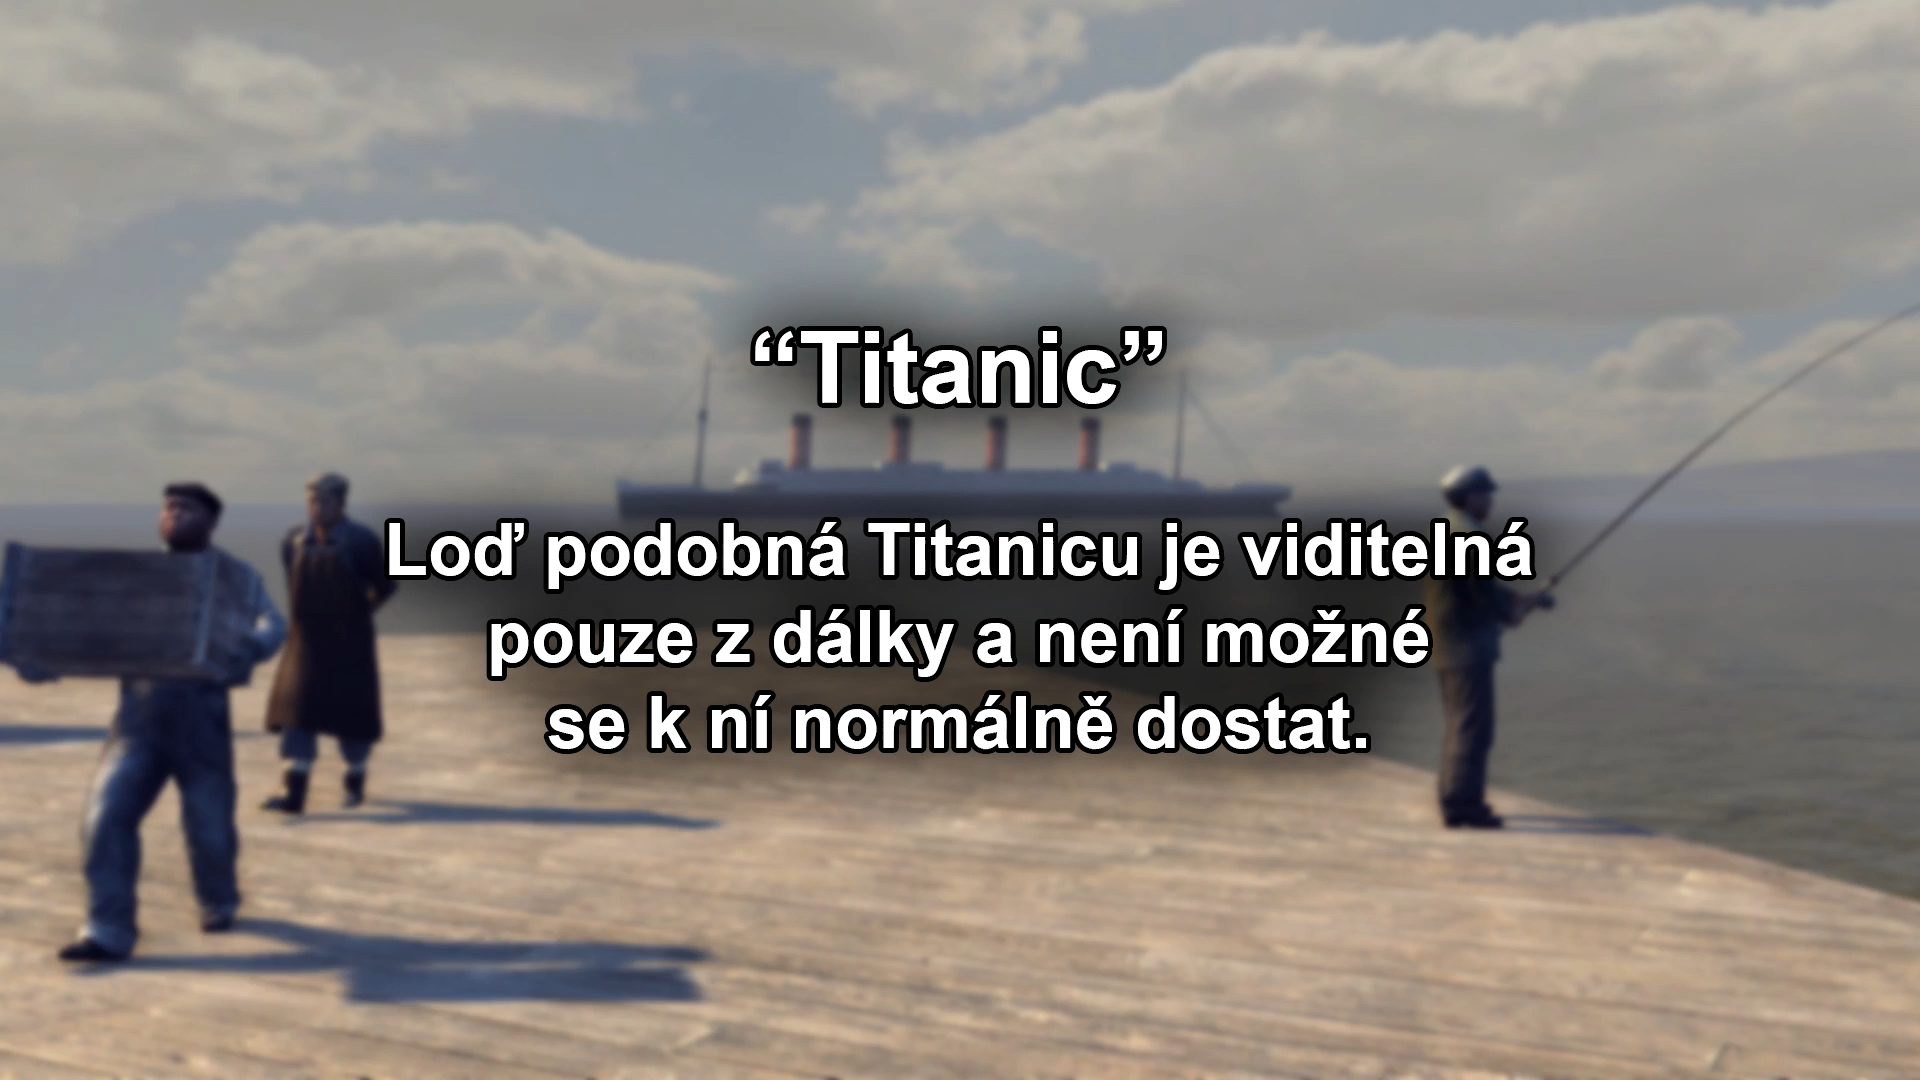 “Titanic”
Loď podobná Titanicu je viditelná
pouze z dálky a není možné
se k ní normálně dostat.